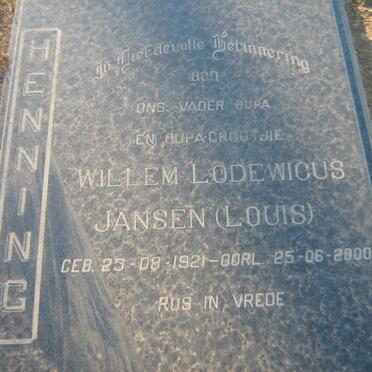 HENNING
In Liefdevolle Herinnering
aan
ONS VADER OUPA
EN OUPA-GROOTJIE
WILLEM LODEWICUS
JANSEN (LOUIS)
GEB. 23-08-1921-OORL. 25-06-2000
RUS IN VREDE